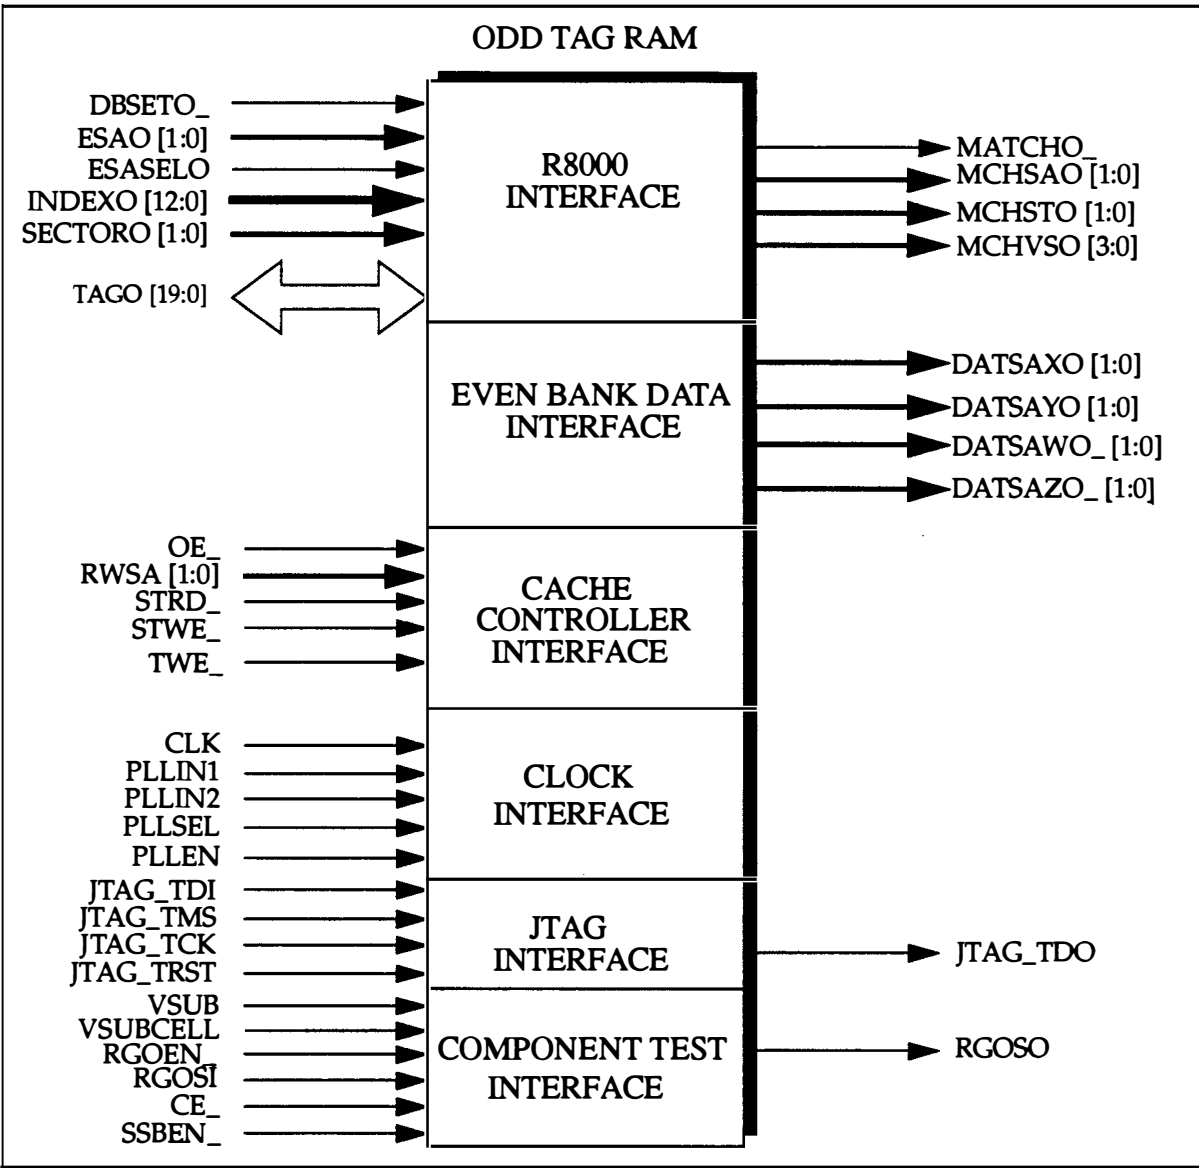 ODD TAG RAM
DBSETO_
ESAO [1:0]
ESASELO
INDEXO [12:0]
SECTORO [1:0]
TAGO [19:0]
R8000
INTERFACE
MATCHO_
MCHSAO [1:0]
MCHSTO [1:0]
MCHVSO [3:0]
EVEN BANK DATA
INTERFACE
DATSAXO [1:0]
DATSAYO [1:0]
DATSAWO_ [1:0]
DATSAZO_ [1:0]
OE_
RWSA [1:0]
STRD_
STWE_
TWE_
CACHE
CONTROLLER
INTERFACE
CLK
PLLIN1
PLLIN2
PLLSEL
PLLEN
CLOCK
INTERFACE
JTAG_TDI
JTAG_TMS
JTAG_TCK
JTAG_TRST
JTAG
INTERFACE
JTAG_TDO
VSUB
VSUBCELL
RGOEN_
RGOSI
CE_
SSBEN_
COMPONENT TEST
INTERFACE
RGOSO